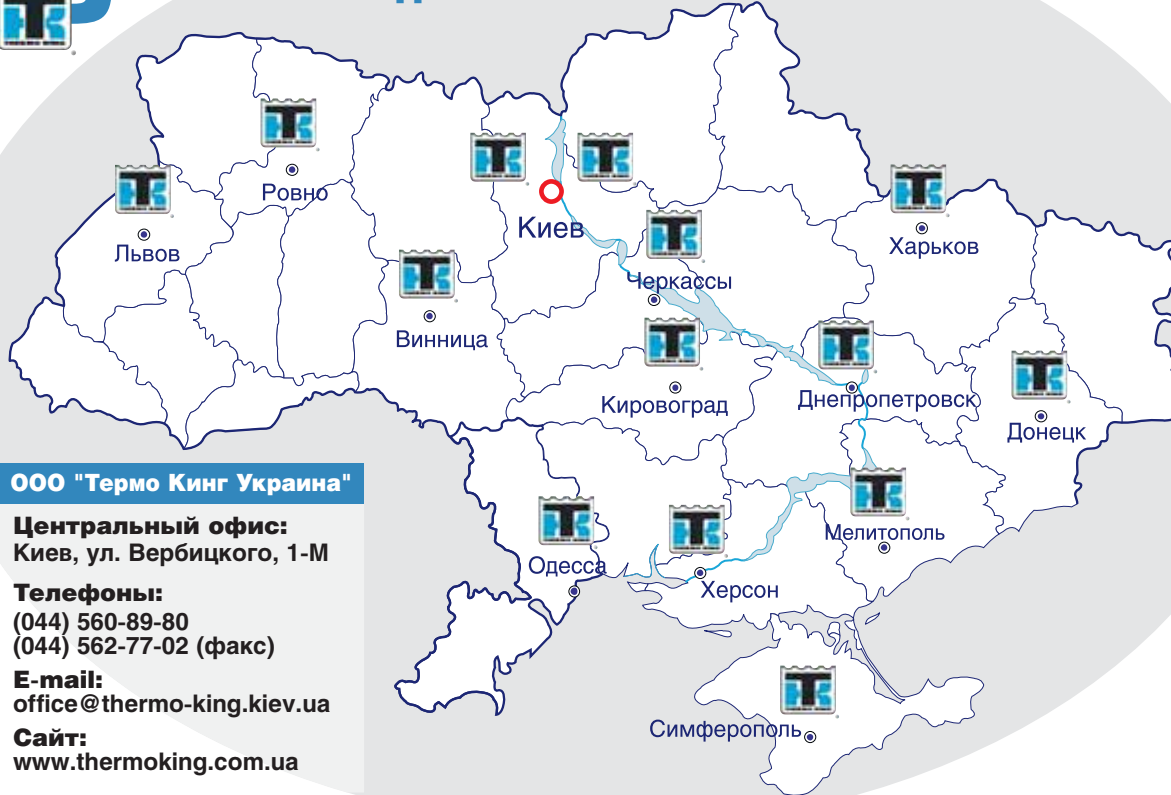 Ровно
Киев
Львов
Харьков
Черкассы
Винница
Кировоград
Днепропетровск
Донецк
Мелитополь
Одесса
Херсон
Симферополь
ООО "Термо Кинг Украина"
Центральный офис:
Киев, ул. Вербицкого, 1-М
Телефоны:
(044) 560-89-80
(044) 562-77-02 (факс)
E-mail:
office@thermo-king.kiev.ua
Сайт:
www.thermoking.com.ua